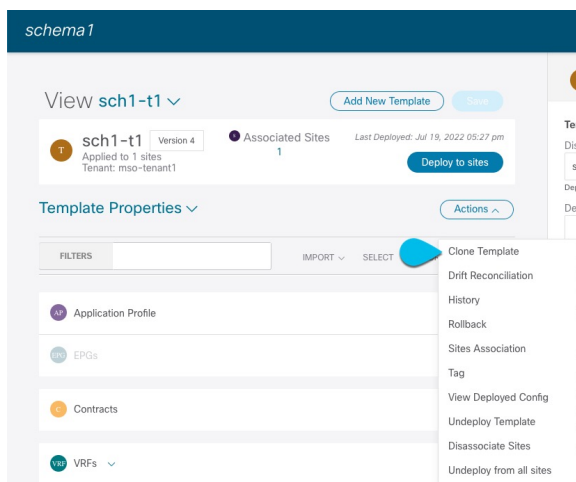 schema1
View sch1-t1
Add New Template
Save
T
sch1-t1 Version 4
Applied to 1 sites
Tenant: mso-tenant1
Associated Sites
1
Last Deployed: Jul 19, 2022 05:27 pm
Deploy to sites
Template Properties
Actions
FILTERS
IMPORT SELECT
Clone Template
Drift Reconciliation
History
Rollback
Sites Association
Tag
View Deployed Config
Undeploy Template
Disassociate Sites
Undeploy from all sites
AP Application Profile
EPG EPGs
C Contracts
VRF VRFs